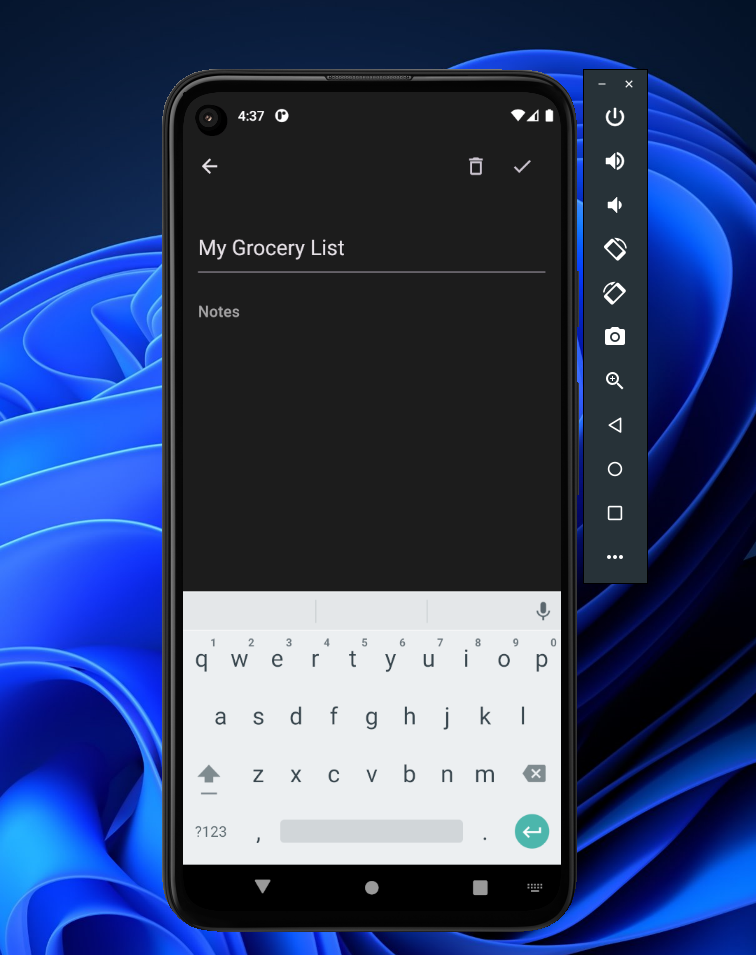 4:37
My Grocery List
Notes
1 2 3 4 5 6 7 8 9 0
q w e r t y u i o p
a s d f g h j k l
z x c v b n m
?123 , .